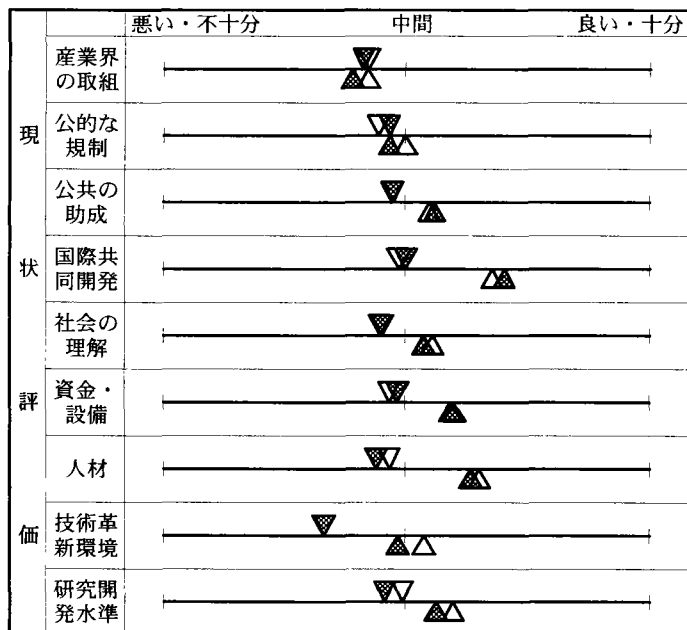 悪い・不十分 中間 良い・十分
現状評価
産業界
の取組
公的な
規制
公共の
助成
国際共
同開発
社会の
理解
資金・
設備
人材
技術革
新環境
研究開
発水準